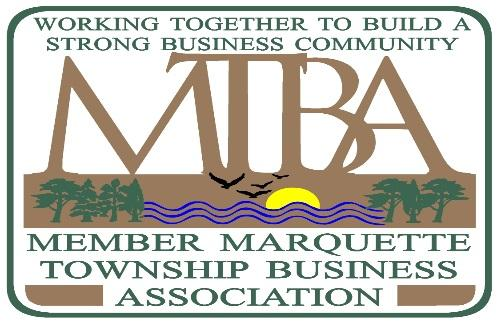 WORKING TOGETHER TO BUILD A
STRONG BUSINESS COMMUNITY
MTBA
MEMBER MARQUETTE
TOWNSHIP BUSINESS
ASSOCIATION